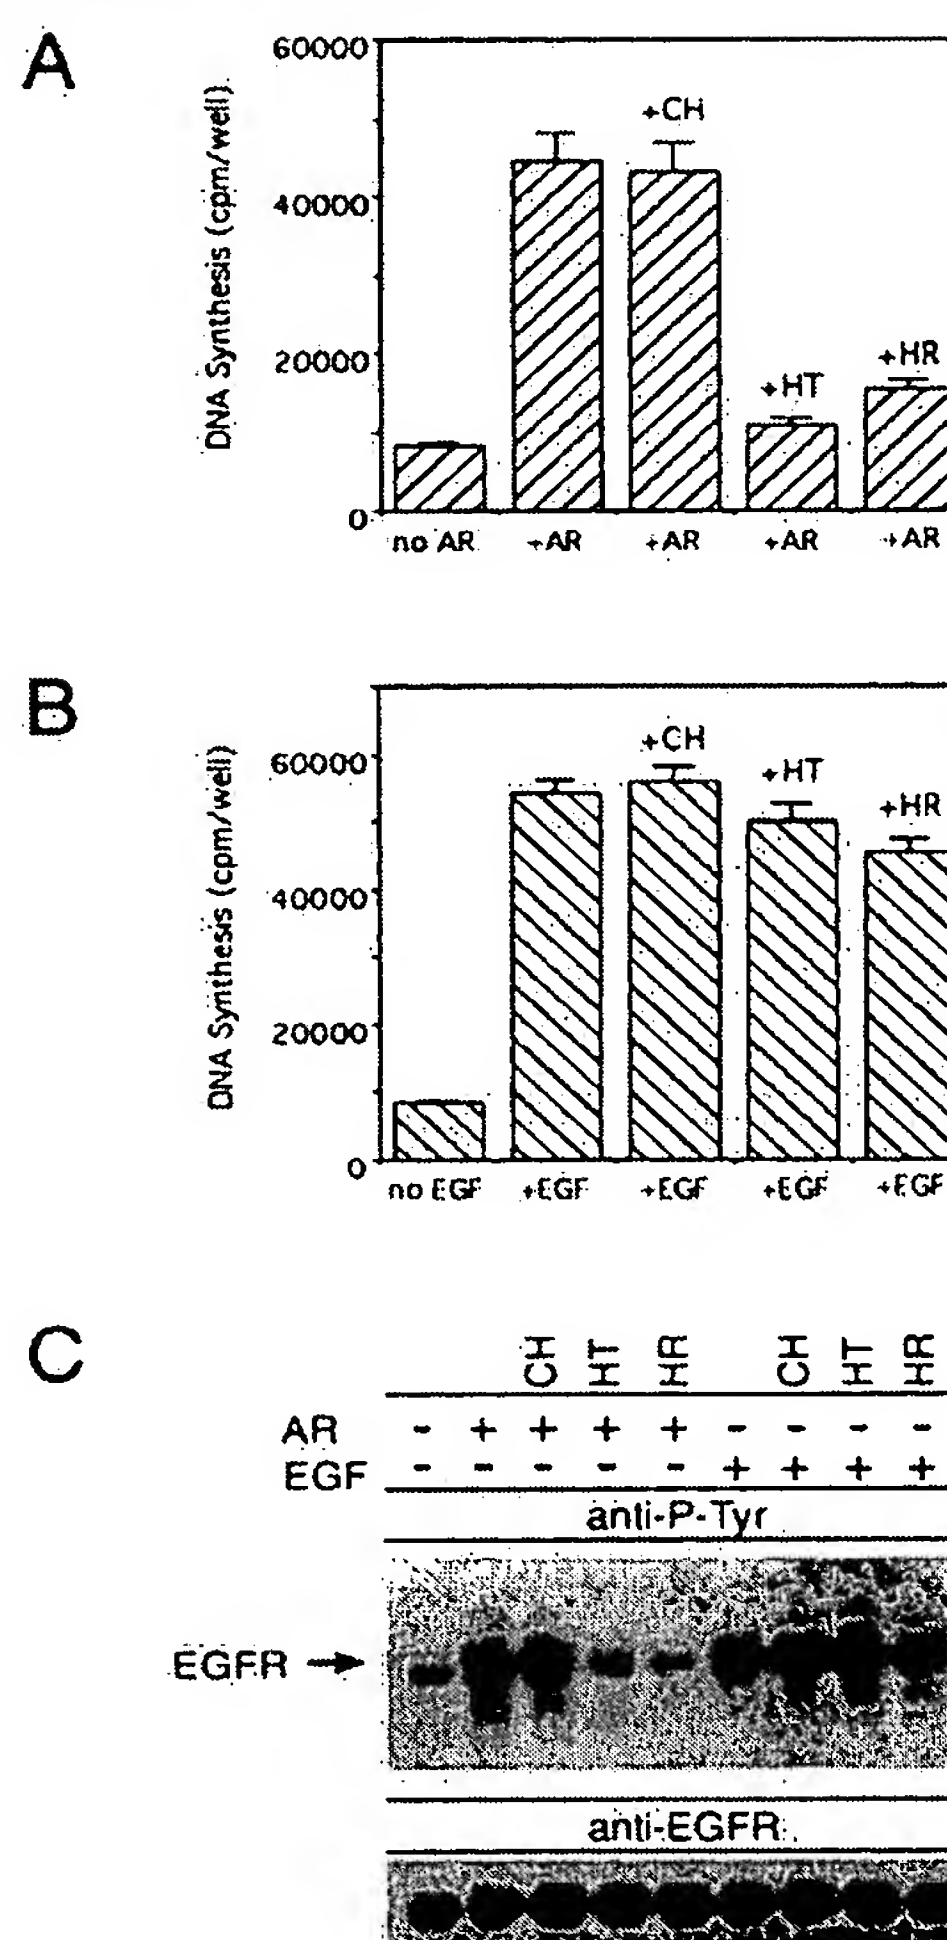 A
60000
40000
20000
0
DNA Synthesis (cpm/well)
+CH
+HT
+HR
no AR +AR +AR +AR +AR
B
60000
40000
20000
0
DNA Synthesis (cpm/well)
+CH
+HT
+HR
no EGF +EGF +EGF +EGF +EGF
C
CH HT HR CH HT HR
AR - + + + + - - - -
EGF - - - - - + + + +
anti-P-Tyr
EGFR
anti-EGFR